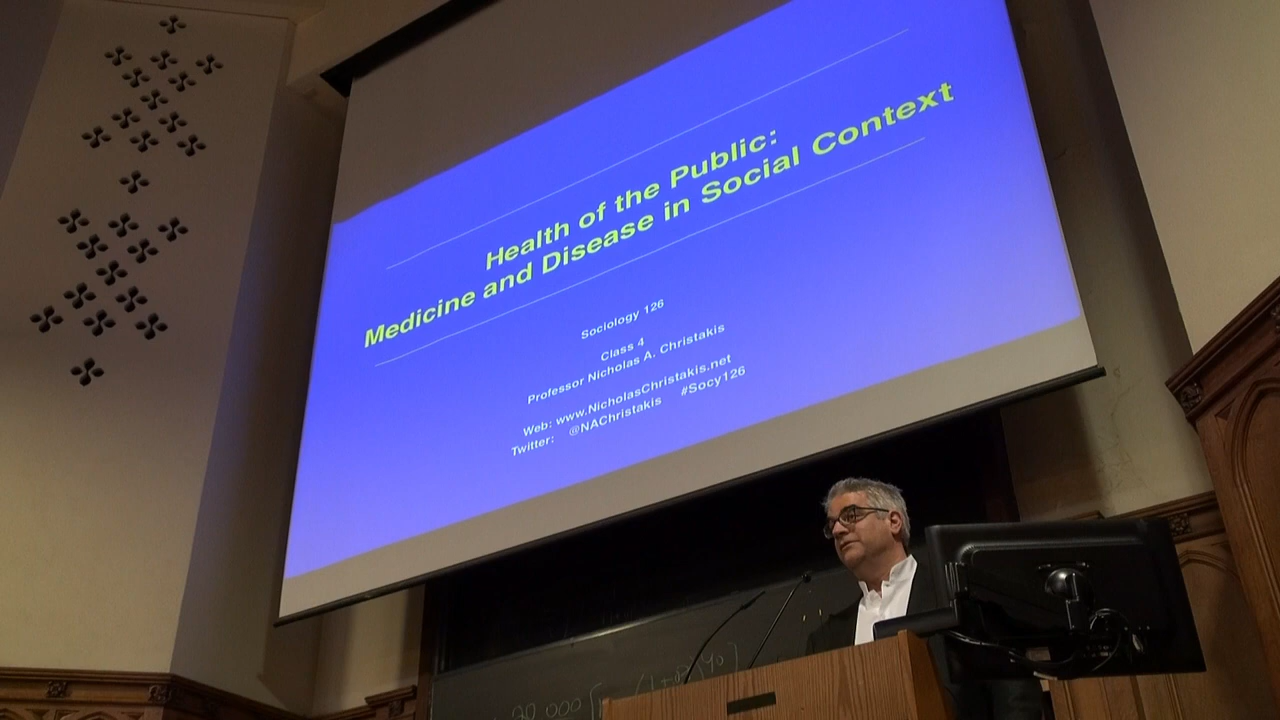 Health of the Public:
Medicine and Disease in Social Context
Sociology 126
Class 4
Professor Nicholas A. Christakis
Web: www.NicholasChristakis.net
Twitter: @NAChristakis #Socy126